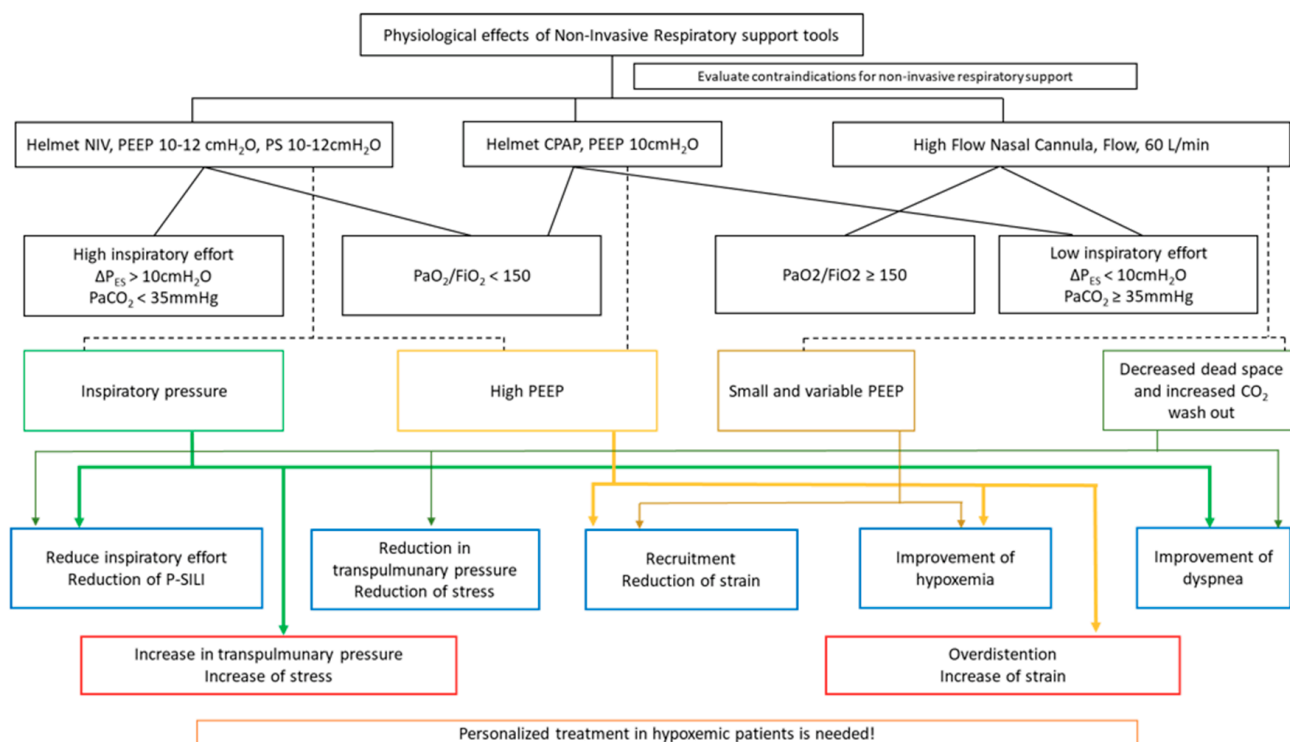 Physiological effects of Non-Invasive Respiratory support tools
Evaluate contraindications for non-invasive respiratory support
Helmet NIV, PEEP 10-12 cmH₂O, PS 10-12cmH₂O
Helmet CPAP, PEEP 10cmH₂O
High Flow Nasal Cannula, Flow, 60 L/min
High inspiratory effort
ΔP_ES > 10cmH₂O
PaCO₂ < 35mmHg
PaO₂/FiO₂ < 150
PaO2/FiO2 ≥ 150
Low inspiratory effort
ΔP_ES < 10cmH₂O
PaCO₂ ≥ 35mmHg
Inspiratory pressure
High PEEP
Small and variable PEEP
Decreased dead space
and increased CO₂
wash out
Reduce inspiratory effort
Reduction of P-SILI
Reduction in
transpulmunary pressure
Reduction of stress
Recruitment
Reduction of strain
Improvement of
hypoxemia
Improvement of
dyspnea
Increase in transpulmunary pressure
Increase of stress
Overdistention
Increase of strain
Personalized treatment in hypoxemic patients is needed!